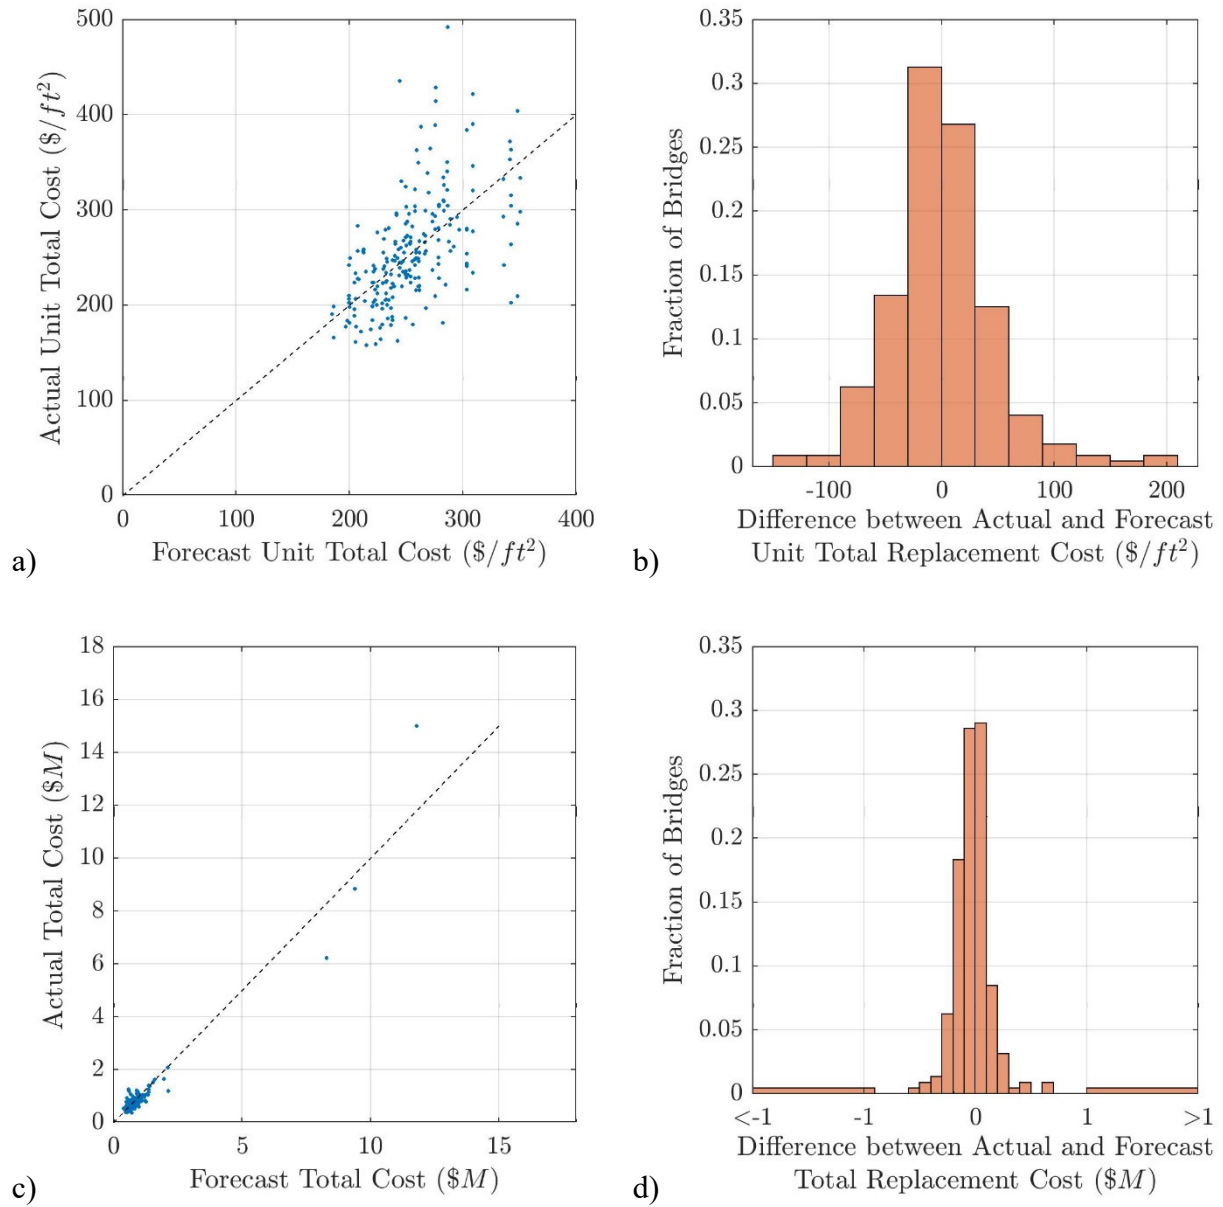 500
400
300
200
100
0
0 100 200 300 400
Actual Unit Total Cost ($/ft²)
Forecast Unit Total Cost ($/ft²)
a)
0.35
0.3
0.25
0.2
0.15
0.1
0.05
0
-100 0 100 200
Fraction of Bridges
Difference between Actual and Forecast
Unit Total Replacement Cost ($/ft²)
b)
18
16
14
12
10
8
6
4
2
0
0 5 10 15
Actual Total Cost ($M)
Forecast Total Cost ($M)
c)
0.35
0.3
0.25
0.2
0.15
0.1
0.05
0
<-1 -1 0 1 >1
Fraction of Bridges
Difference between Actual and Forecast
Total Replacement Cost ($M)
d)